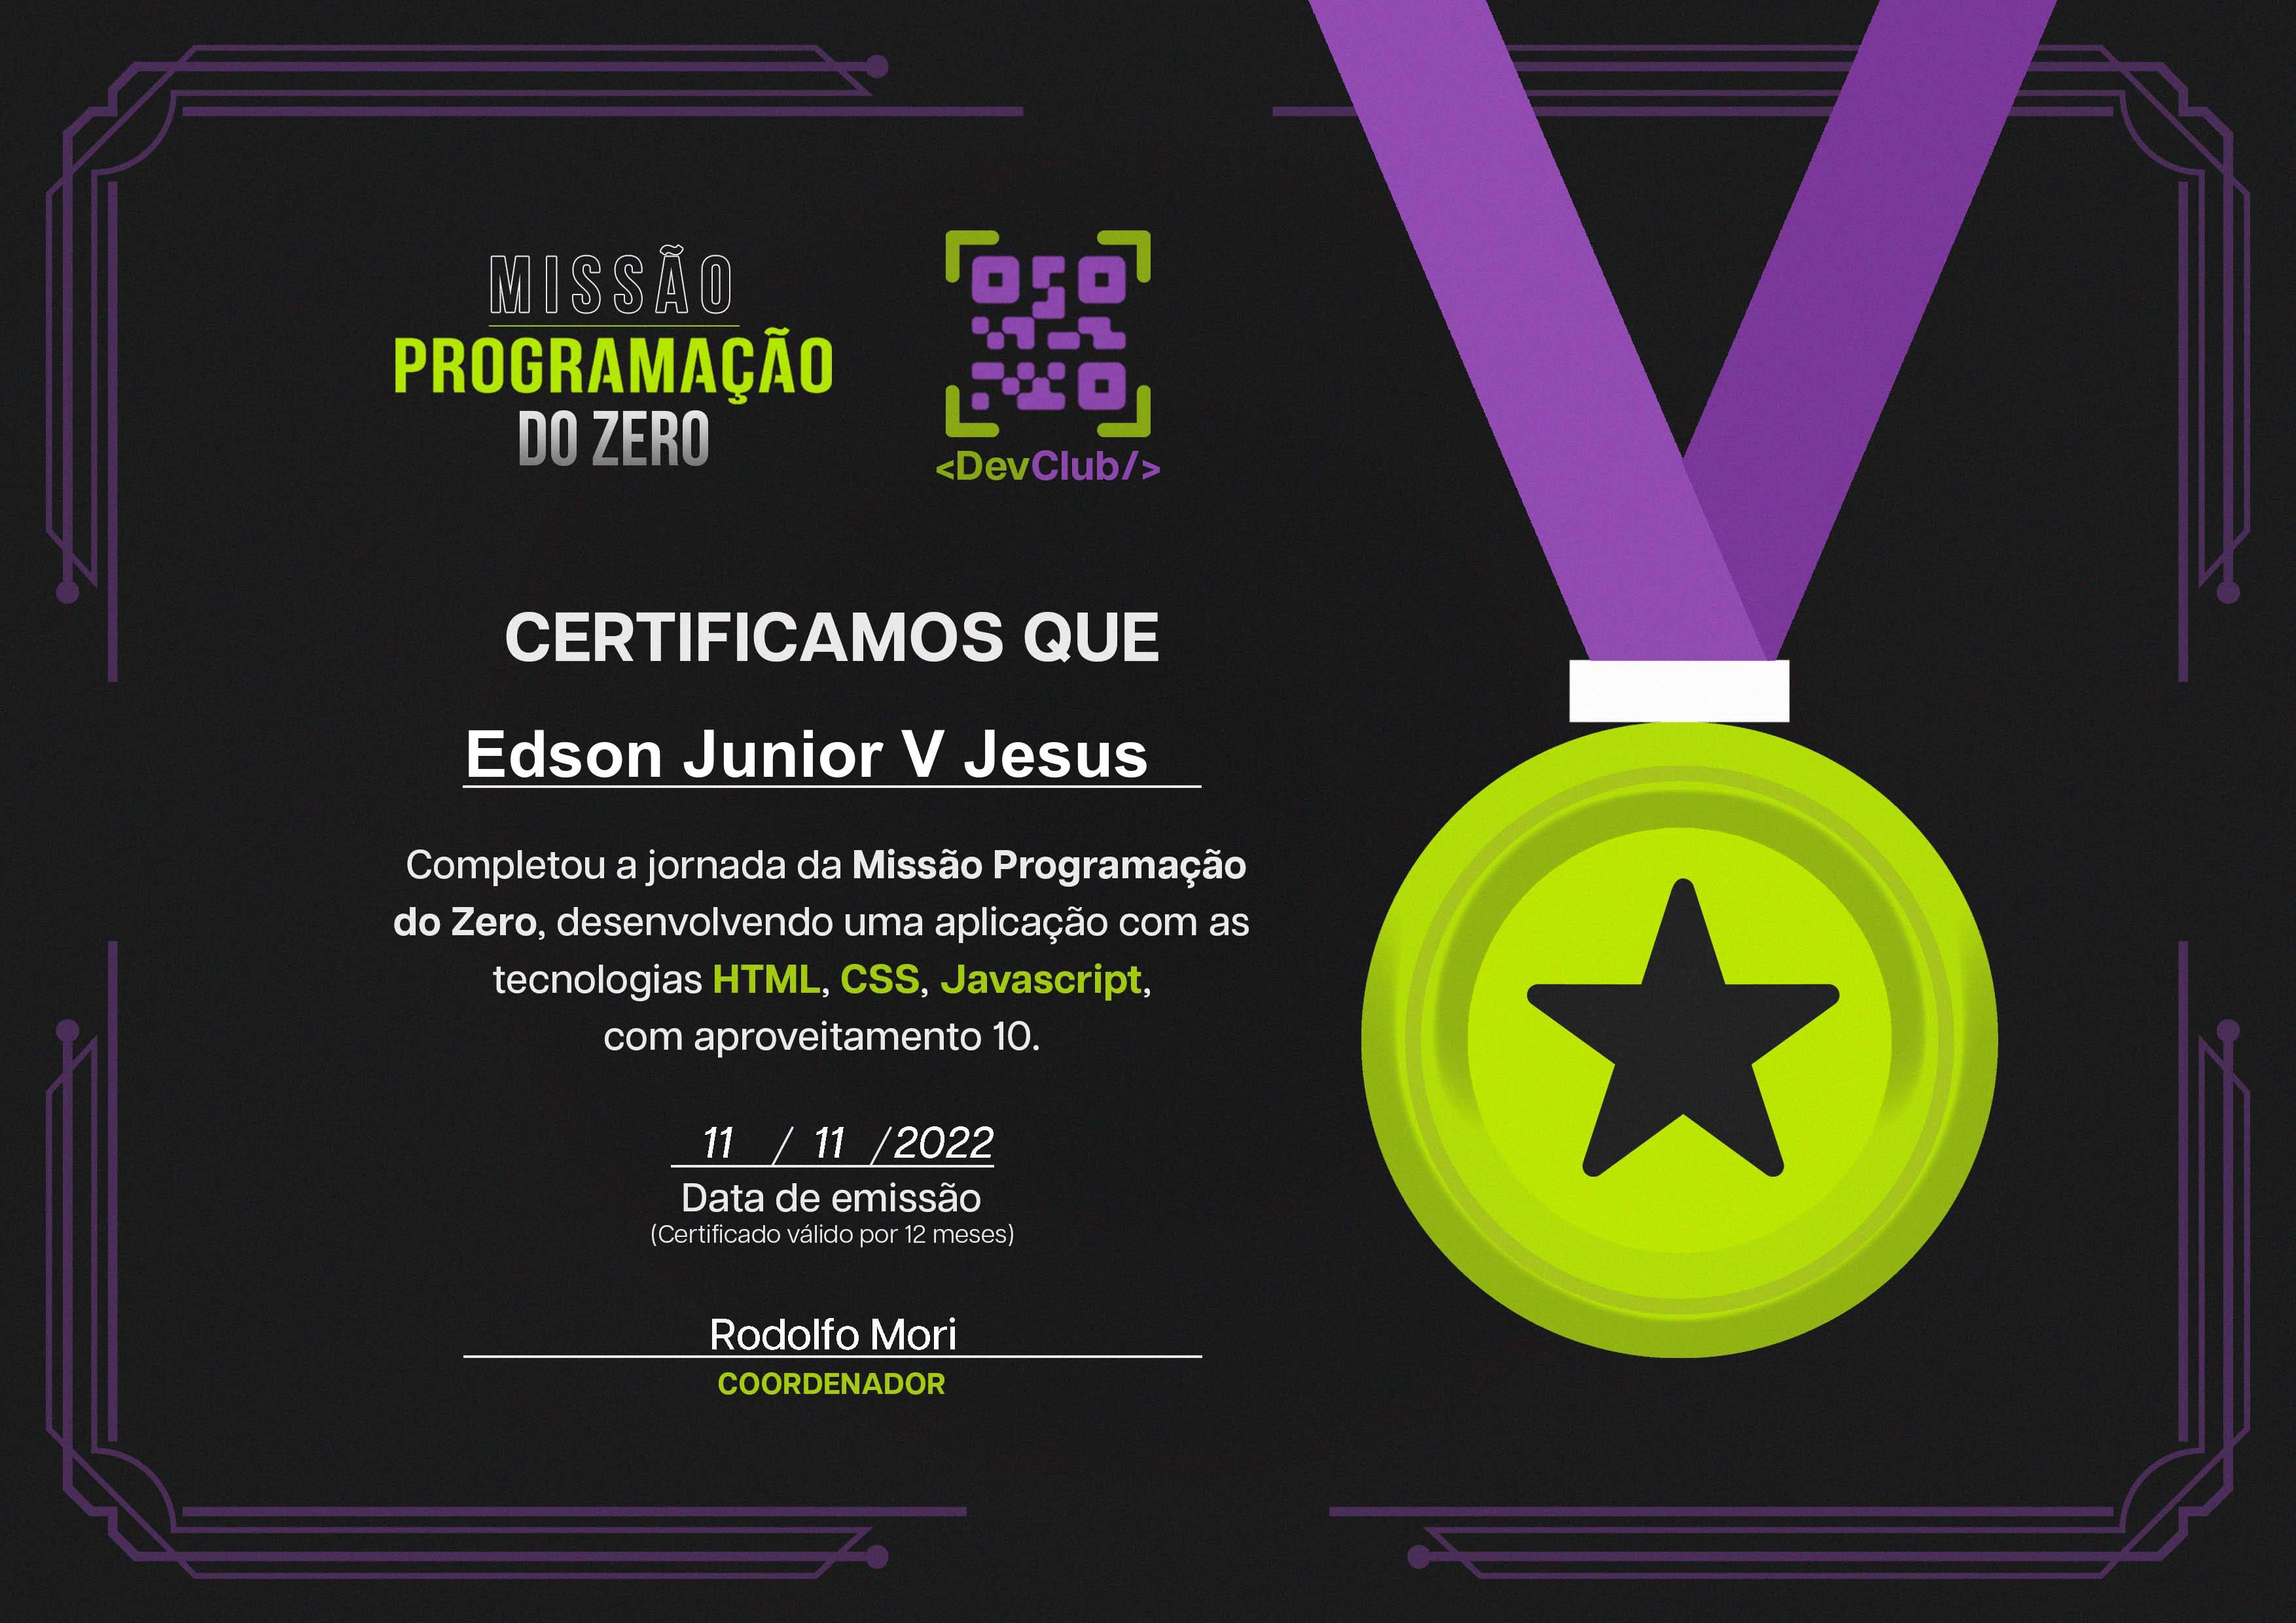 MISSÃO
PROGRAMAÇÃO
DO ZERO
<DevClub/>
CERTIFICAMOS QUE
Edson Junior V Jesus
Completou a jornada da Missão Programação
do Zero, desenvolvendo uma aplicação com as
tecnologias HTML, CSS, Javascript,
com aproveitamento 10.
11 / 11 /2022
Data de emissão
(Certificado válido por 12 meses)
Rodolfo Mori
COORDENADOR